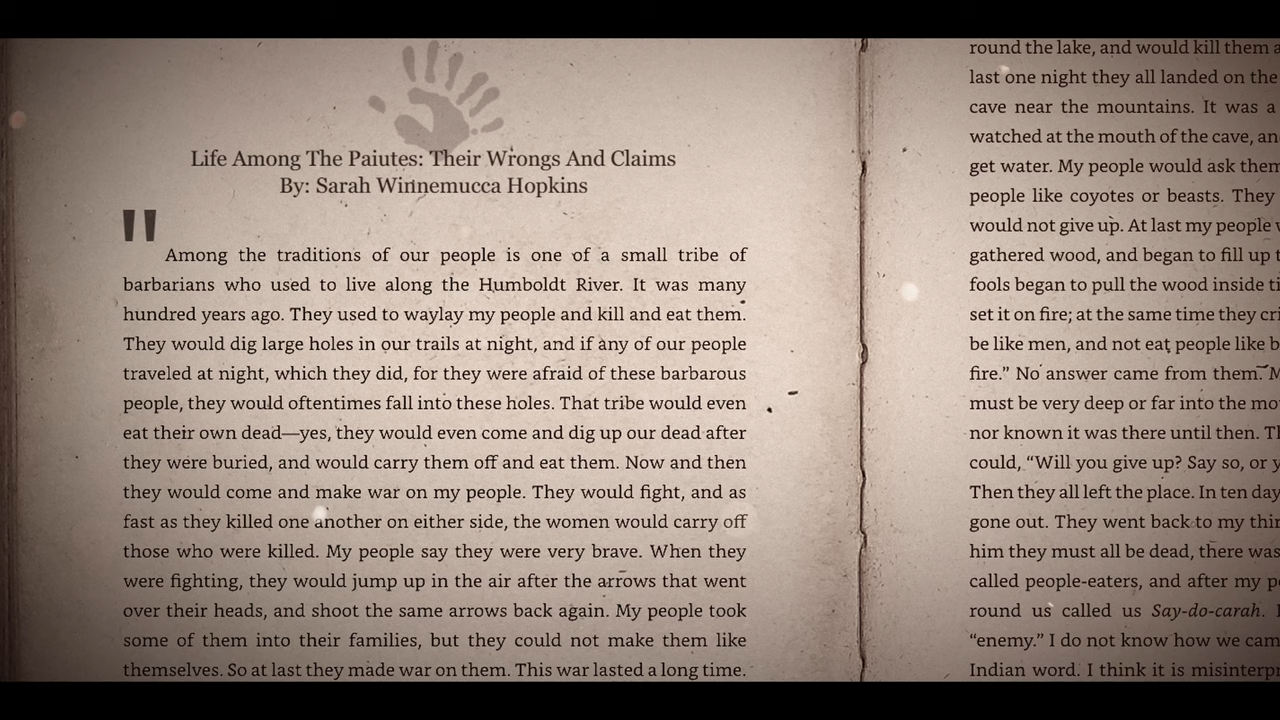 Life Among The Paiutes: Their Wrongs And Claims
By: Sarah Winnemucca Hopkins
"
Among the traditions of our people is one of a small tribe of
barbarians who used to live along the Humboldt River. It was many
hundred years ago. They used to waylay my people and kill and eat them.
They would dig large holes in our trails at night, and if any of our people
traveled at night, which they did, for they were afraid of these barbarous
people, they would oftentimes fall into these holes. That tribe would even
eat their own dead—yes, they would even come and dig up our dead after
they were buried, and would carry them off and eat them. Now and then
they would come and make war on my people. They would fight, and as
fast as they killed one another on either side, the women would carry off
those who were killed. My people say they were very brave. When they
were fighting, they would jump up in the air after the arrows that went
over their heads, and shoot the same arrows back again. My people took
some of them into their families, but they could not make them like
themselves. So at last they made war on them. This war lasted a long time.
round the lake, and would kill them
last one night they all landed on the
cave near the mountains. It was a
watched at the mouth of the cave,
get water. My people would ask them
people like coyotes or beasts. They
would not give up. At last my people
gathered wood, and began to fill up
fools began to pull the wood inside
set it on fire; at the same time they
be like men, and not eat people like
fire.” No answer came from them.
must be very deep or far into the
nor known it was there until then.
could, “Will you give up? Say so, or
Then they all left the place. In ten
gone out. They went back to my
him they must all be dead, there was
called people-eaters, and after my
round us called us Say-do-carah.
“enemy.” I do not know how we
Indian word. I think it is